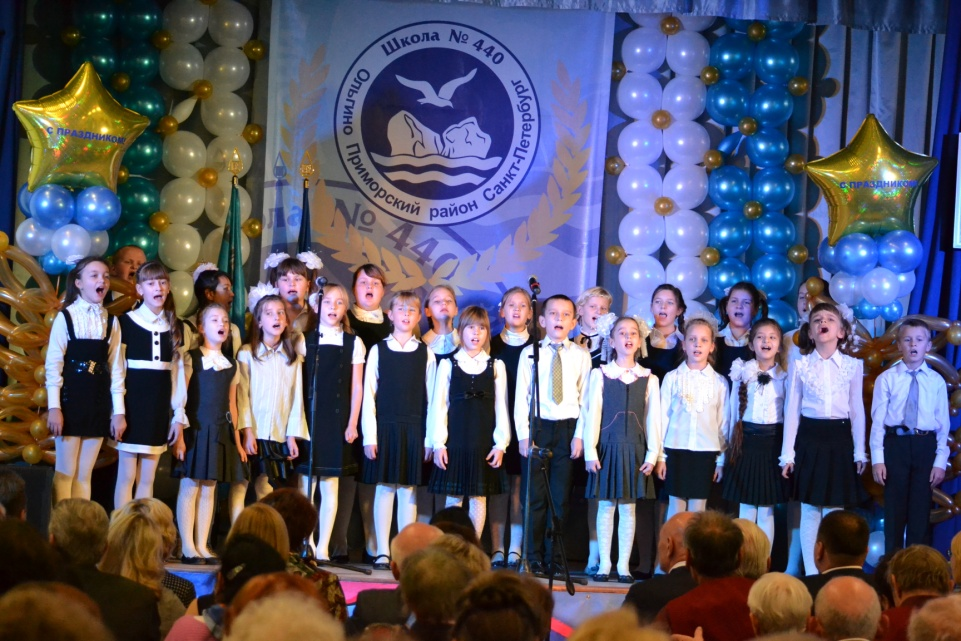 Школа № 440
Ольгино Приморский район Санкт-Петербург
С ПРАЗДНИКОМ!
С ПРАЗДНИКОМ!
№ 440